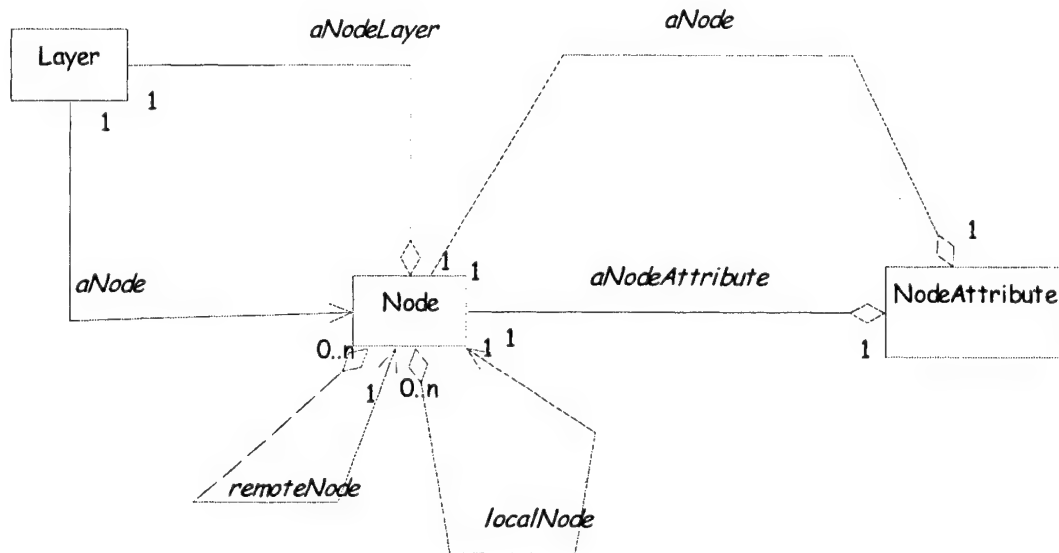 aNode
aNodeLayer
Layer
1
1
1
1
1
aNodeAttribute
aNode
Node
NodeAttribute
0..n
1
1
1
1
0..n
remoteNode
localNode